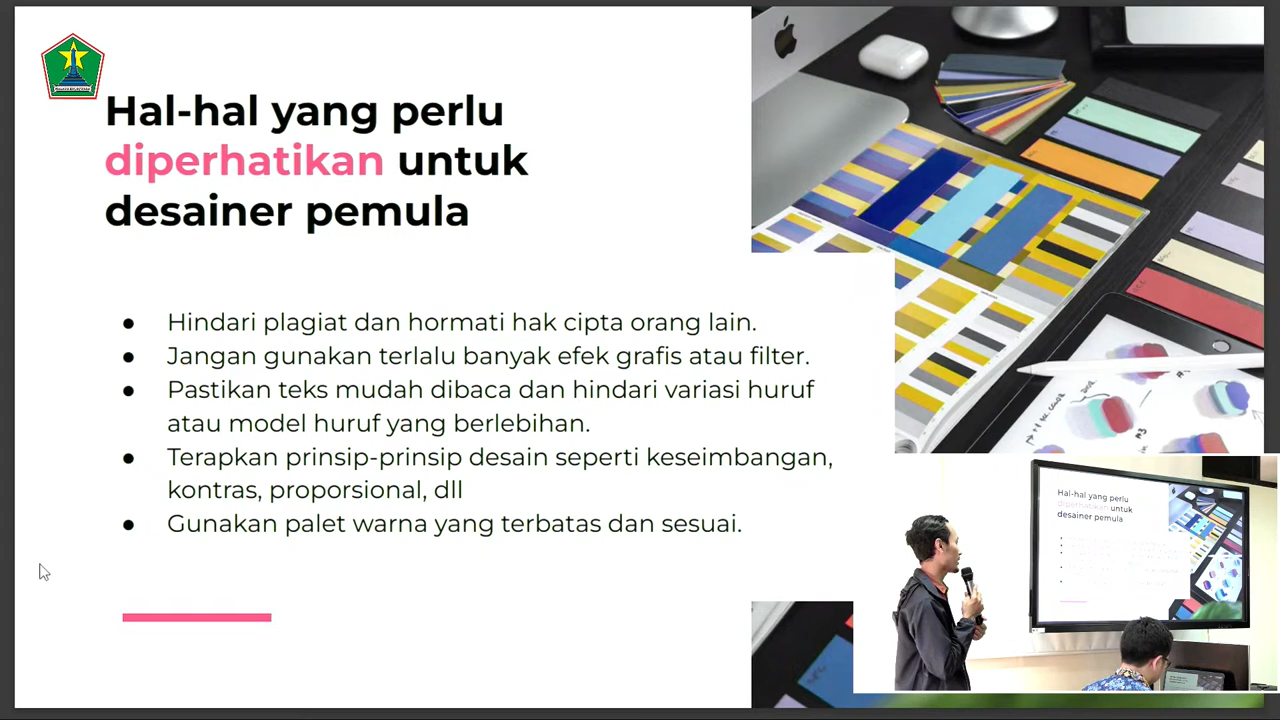 Hal-hal yang perlu
diperhatikan untuk
desainer pemula
● Hindari plagiat dan hormati hak cipta orang lain.
● Jangan gunakan terlalu banyak efek grafis atau filter.
● Pastikan teks mudah dibaca dan hindari variasi huruf
atau model huruf yang berlebihan.
● Terapkan prinsip-prinsip desain seperti keseimbangan,
kontras, proporsional, dll
● Gunakan palet warna yang terbatas dan sesuai.
Hal-hal yang perlu
diperhatikan untuk
desainer pemula